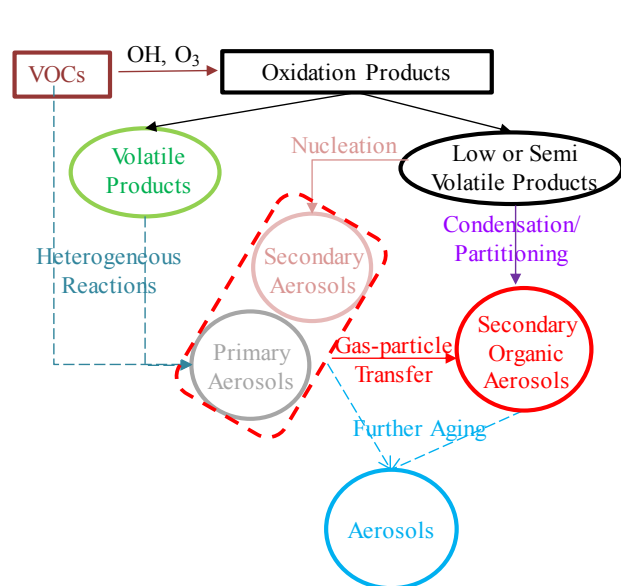 OH, O₃
VOCs
Oxidation Products
Nucleation
Volatile
Products
Low or Semi
Volatile Products
Condensation/
Partitioning
Heterogeneous
Reactions
Secondary
Aerosols
Primary
Aerosols
Gas-particle
Transfer
Secondary
Organic
Aerosols
Further Aging
Aerosols